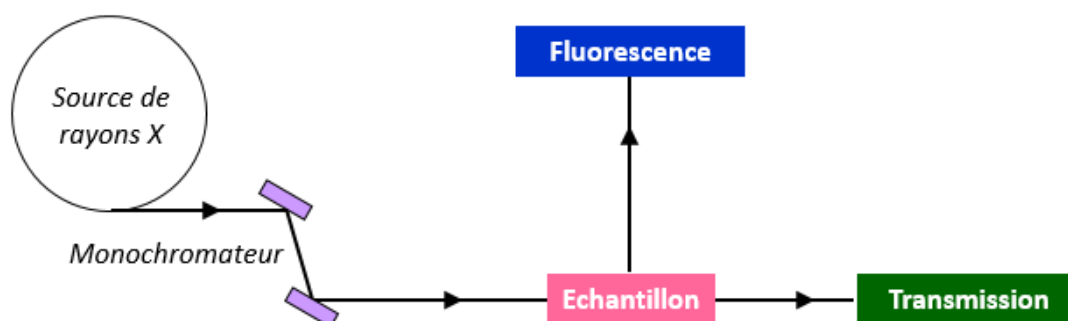 Fluorescence
Source de
rayons X
Monochromateur
Echantillon
Transmission